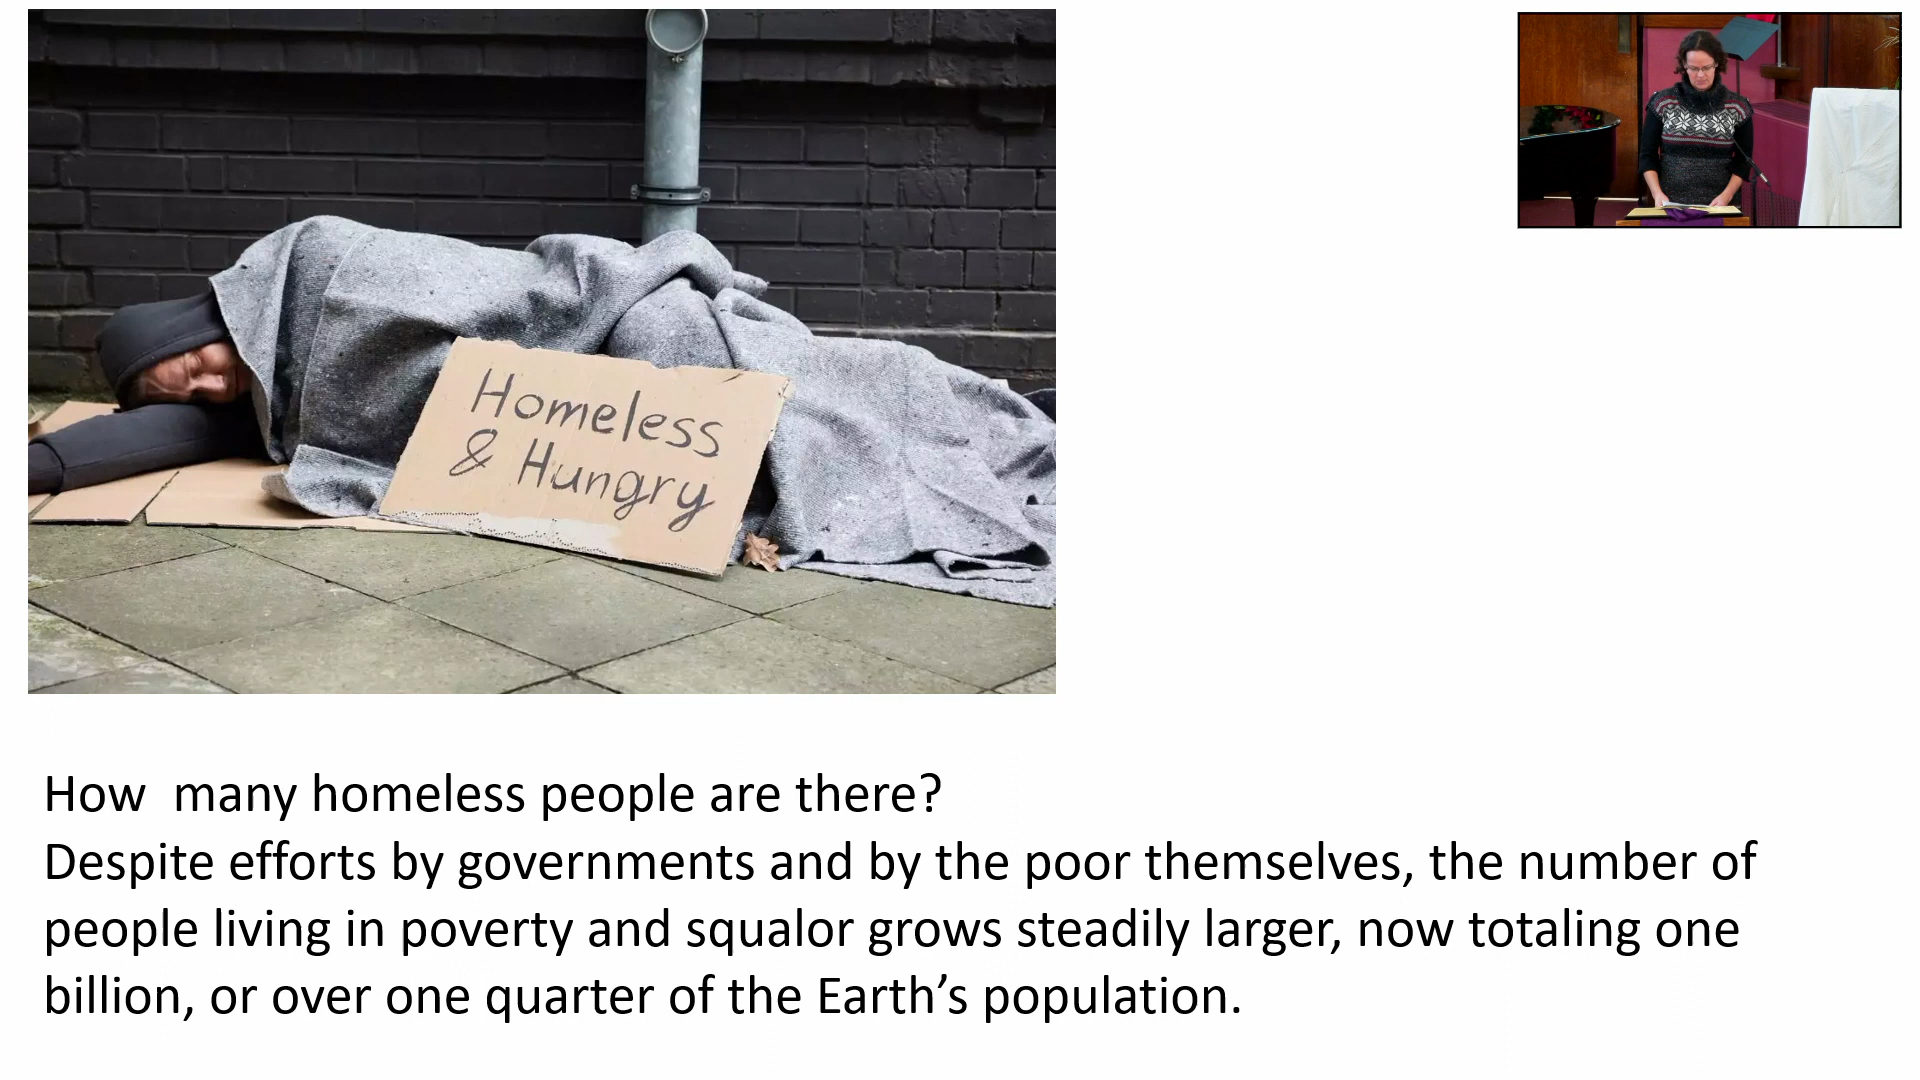 Homeless
& Hungry
How  many homeless people are there?
Despite efforts by governments and by the poor themselves, the number of
people living in poverty and squalor grows steadily larger, now totaling one
billion, or over one quarter of the Earth’s population.